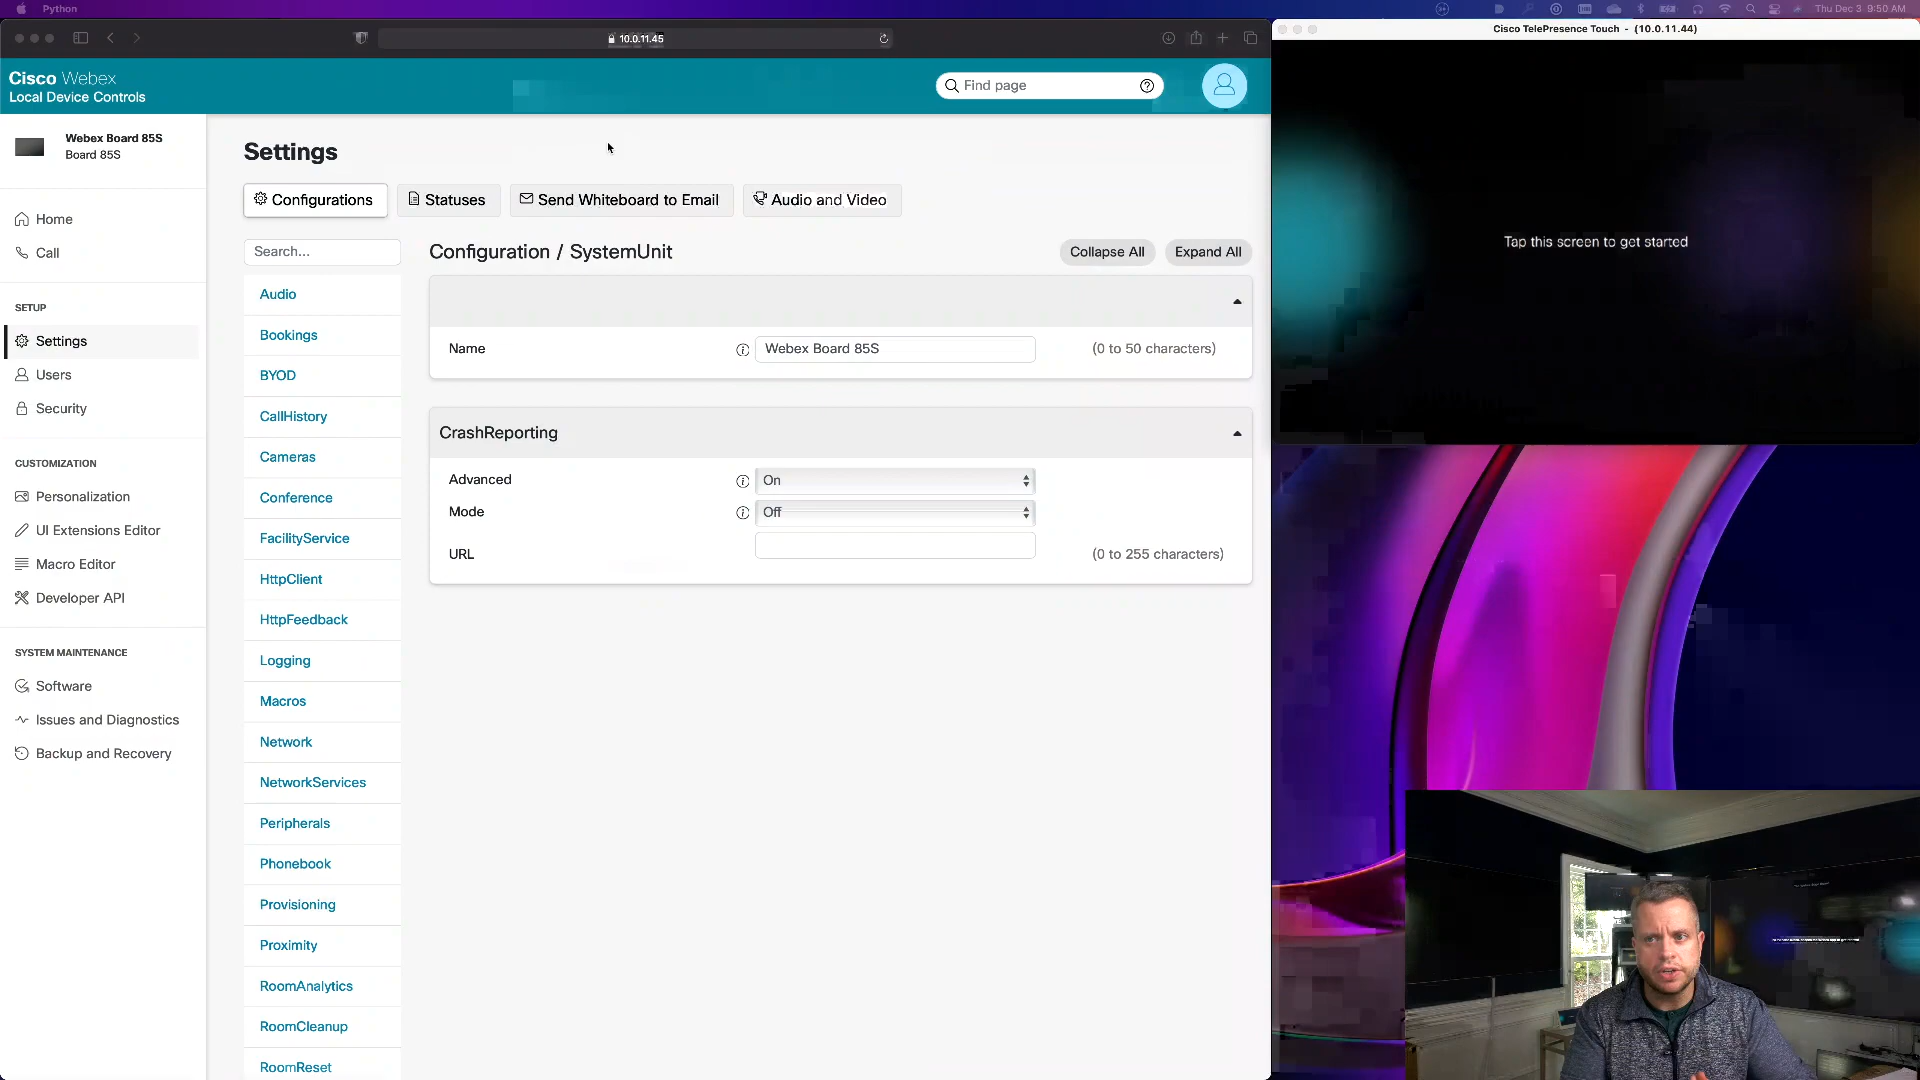 Python
Thu Dec 3 9:50 AM
10.0.11.45
Cisco TelePresence Touch - (10.0.11.44)
Cisco Webex
Local Device Controls
Find page
Webex Board 85S
Board 85S
Home
Call
SETUP
Settings
Users
Security
CUSTOMIZATION
Personalization
UI Extensions Editor
Macro Editor
Developer API
SYSTEM MAINTENANCE
Software
Issues and Diagnostics
Backup and Recovery
Settings
Configurations
Statuses
Send Whiteboard to Email
Audio and Video
Search...
Audio
Bookings
BYOD
CallHistory
Cameras
Conference
FacilityService
HttpClient
HttpFeedback
Logging
Macros
Network
NetworkServices
Peripherals
Phonebook
Provisioning
Proximity
RoomAnalytics
RoomCleanup
RoomReset
Configuration / SystemUnit
Collapse All
Expand All
Name
Webex Board 85S
(0 to 50 characters)
CrashReporting
Advanced
On
Mode
Off
URL
(0 to 255 characters)
Tap this screen to get started